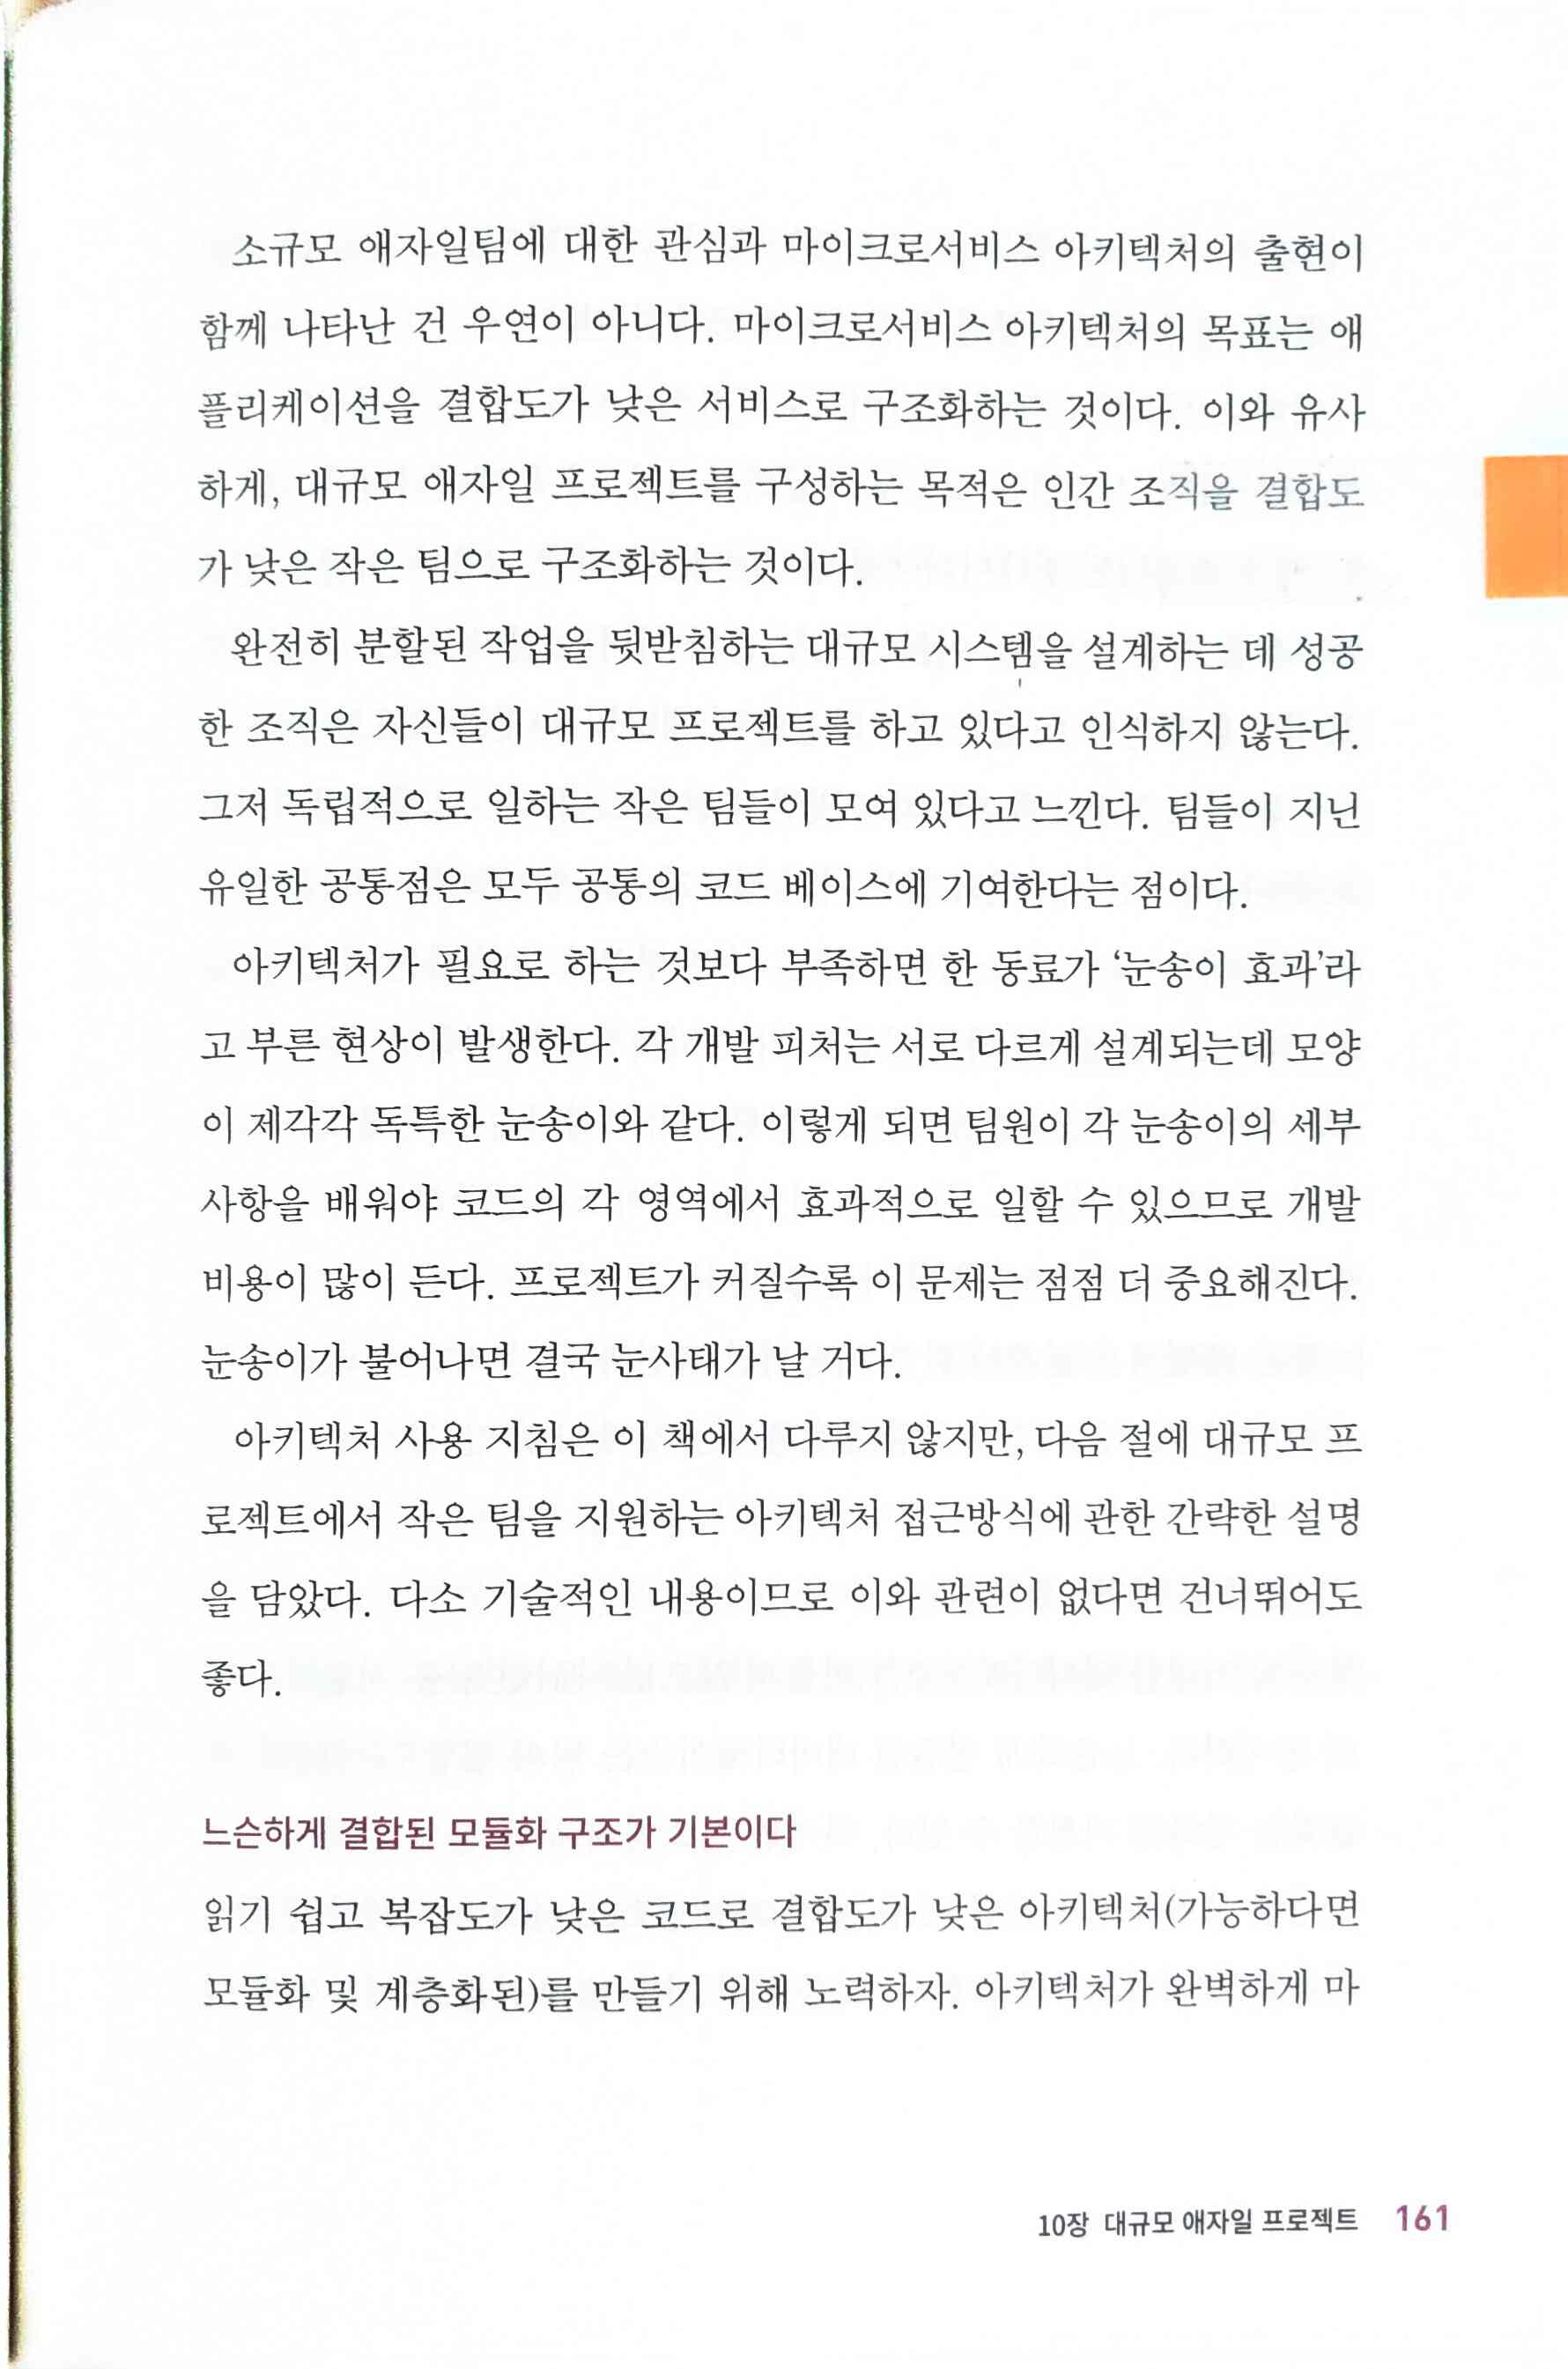 소규모 애자일팀에 대한 관심과 마이크로서비스 아키텍처의 출현이
함께 나타난 건 우연이 아니다. 마이크로서비스 아키텍처의 목표는 애
플리케이션을 결합도가 낮은 서비스로 구조화하는 것이다. 이와 유사
하게, 대규모 애자일 프로젝트를 구성하는 목적은 인간 조직을 결합도
가 낮은 작은 팀으로 구조화하는 것이다.
완전히 분할된 작업을 뒷받침하는 대규모 시스템을 설계하는 데 성공
한 조직은 자신들이 대규모 프로젝트를 하고 있다고 인식하지 않는다.
그저 독립적으로 일하는 작은 팀들이 모여 있다고 느낀다. 팀들이 지닌
유일한 공통점은 모두 공통의 코드 베이스에 기여한다는 점이다.
아키텍처가 필요로 하는 것보다 부족하면 한 동료가 ‘눈송이 효과’라
고 부른 현상이 발생한다. 각 개발 피처는 서로 다르게 설계되는데 모양
이 제각각 독특한 눈송이와 같다. 이렇게 되면 팀원이 각 눈송이의 세부
사항을 배워야 코드의 각 영역에서 효과적으로 일할 수 있으므로 개발
비용이 많이 든다. 프로젝트가 커질수록 이 문제는 점점 더 중요해진다.
눈송이가 불어나면 결국 눈사태가 날 거다.
아키텍처 사용 지침은 이 책에서 다루지 않지만, 다음 절에 대규모 프
로젝트에서 작은 팀을 지원하는 아키텍처 접근방식에 관한 간략한 설명
을 담았다. 다소 기술적인 내용이므로 이와 관련이 없다면 건너뛰어도
좋다.
느슨하게 결합된 모듈화 구조가 기본이다
읽기 쉽고 복잡도가 낮은 코드로 결합도가 낮은 아키텍처(가능하다면
모듈화 및 계층화된)를 만들기 위해 노력하자. 아키텍처가 완벽하게 마
10장 대규모 애자일 프로젝트 161